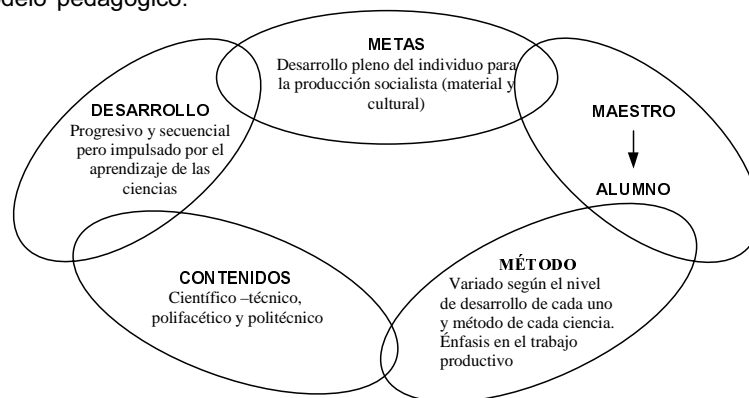 modelo pedagógico.
METAS
Desarrollo pleno del individuo para
la producción socialista (material y
cultural)
DESARROLLO
Progresivo y secuencial
pero impulsado por el
aprendizaje de las
ciencias
MAESTRO
ALUMNO
CONTENIDOS
Científico –técnico,
polifacético y politécnico
MÉTODO
Variado según el nivel
de desarrollo de cada uno
y método de cada ciencia.
Énfasis en el trabajo
productivo